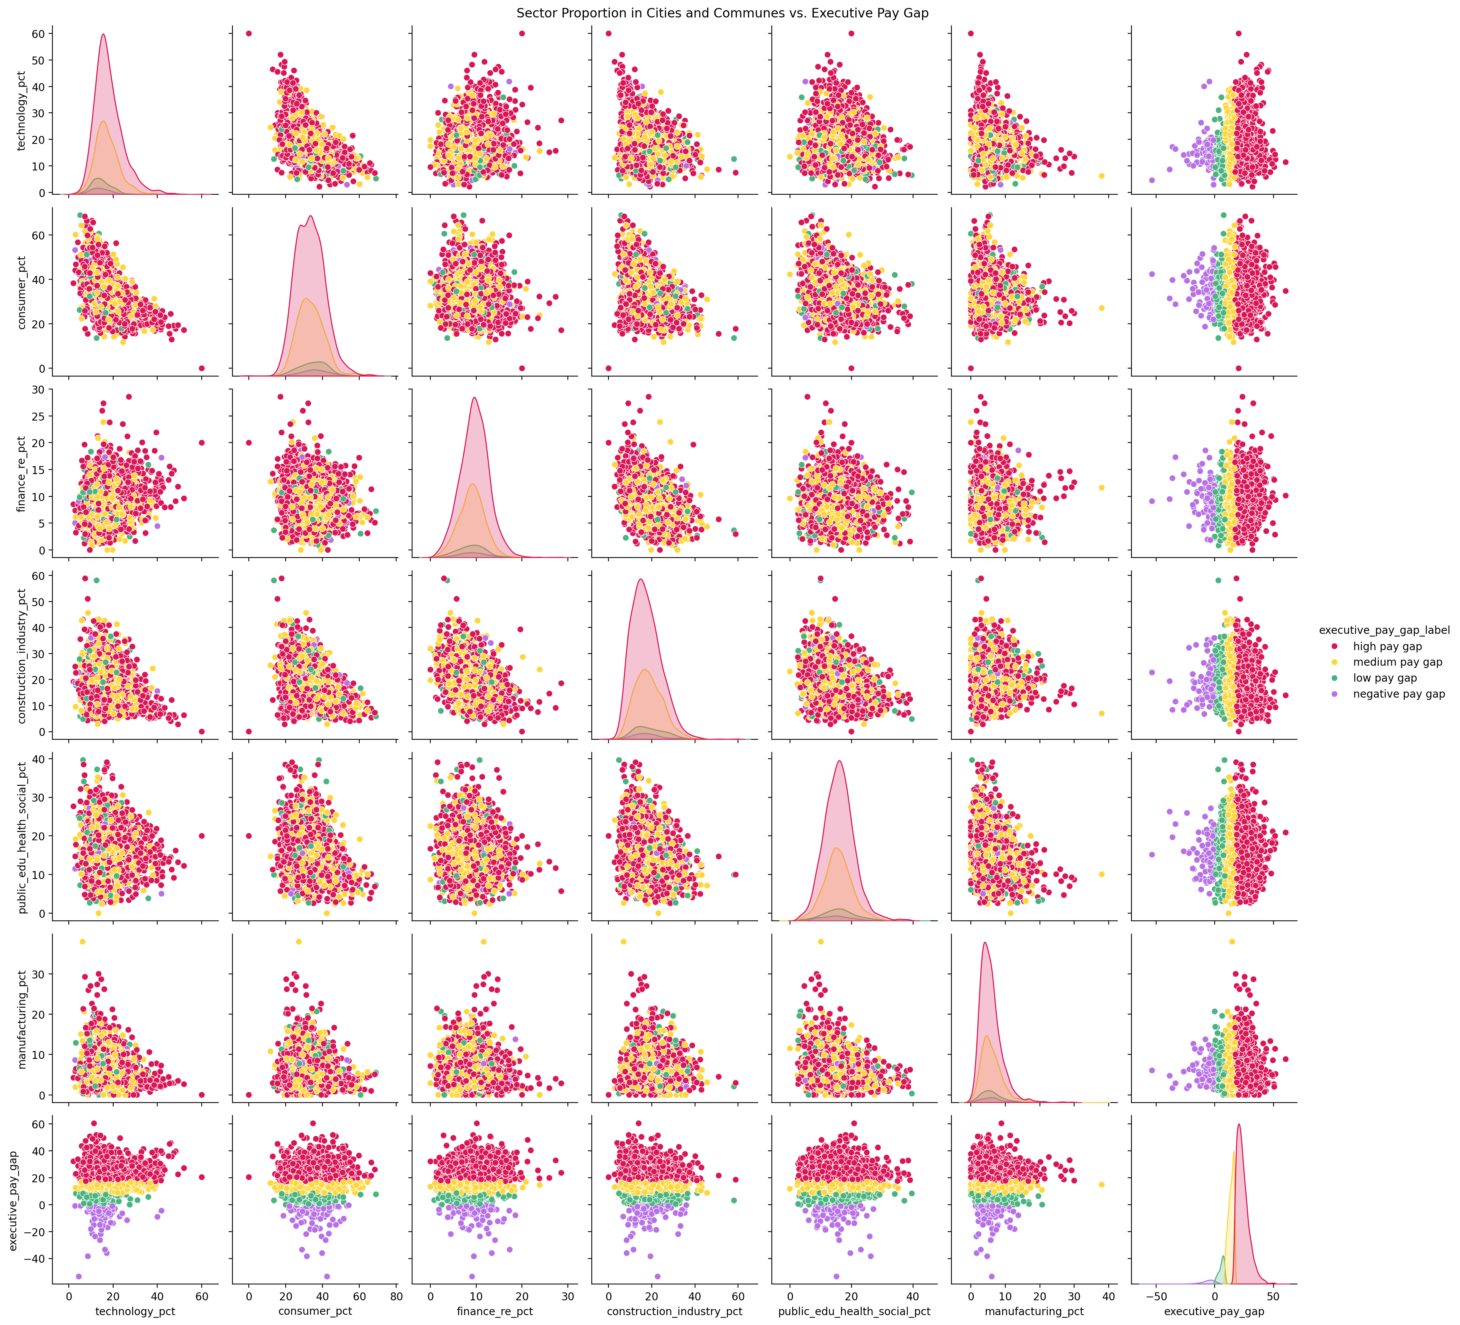 Sector Proportion in Cities and Communes vs. Executive Pay Gap
technology_pct
60
50
40
30
20
10
0
consumer_pct
60
40
20
0
finance_re_pct
30
25
20
15
10
5
0
construction_industry_pct
60
50
40
30
20
10
0
public_edu_health_social_pct
40
30
20
10
0
manufacturing_pct
30
20
10
0
executive_pay_gap
60
40
20
0
−20
−40
0 20 40 60
technology_pct
0 20 40 60 80
consumer_pct
0 10 20 30
finance_re_pct
0 20 40 60
construction_industry_pct
0 20 40
public_edu_health_social_pct
0 10 20 30 40
manufacturing_pct
−50 0 50
executive_pay_gap
executive_pay_gap_label
high pay gap
medium pay gap
low pay gap
negative pay gap